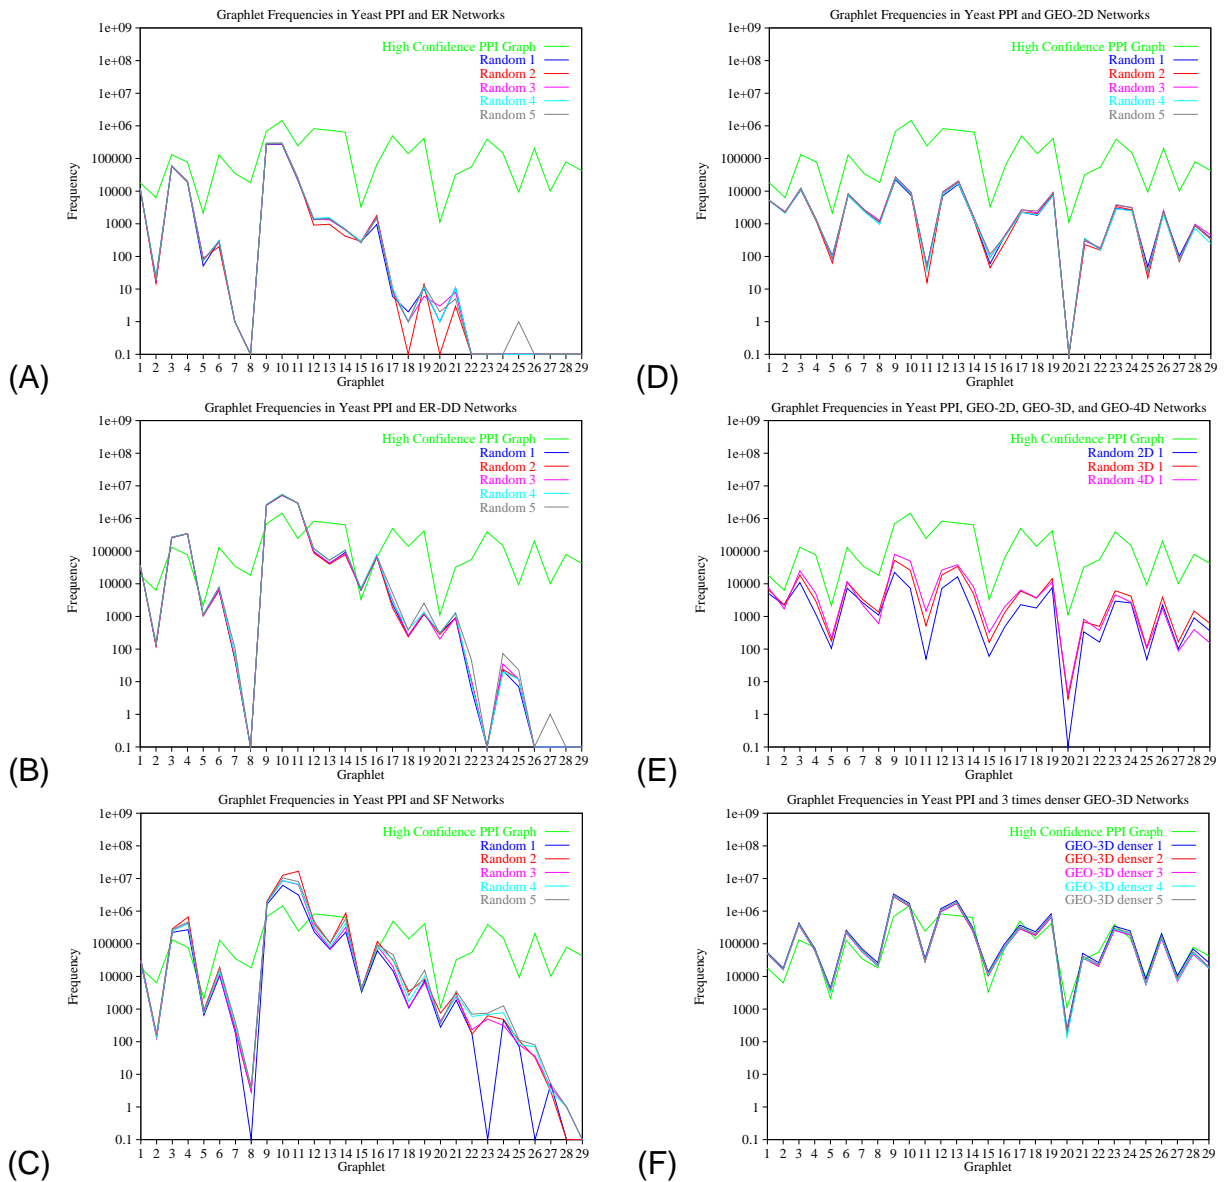 Graphlet Frequencies in Yeast PPI and ER Networks
1e+09
1e+08
1e+07
1e+06
100000
10000
1000
100
10
1
0.1
Frequency
High Confidence PPI Graph
Random 1
Random 2
Random 3
Random 4
Random 5
1 2 3 4 5 6 7 8 9 10 11 12 13 14 15 16 17 18 19 20 21 22 23 24 25 26 27 28 29
Graphlet
(A)
Graphlet Frequencies in Yeast PPI and GEO-2D Networks
1e+09
1e+08
1e+07
1e+06
100000
10000
1000
100
10
1
0.1
Frequency
High Confidence PPI Graph
Random 1
Random 2
Random 3
Random 4
Random 5
1 2 3 4 5 6 7 8 9 10 11 12 13 14 15 16 17 18 19 20 21 22 23 24 25 26 27 28 29
Graphlet
(D)
Graphlet Frequencies in Yeast PPI and ER-DD Networks
1e+09
1e+08
1e+07
1e+06
100000
10000
1000
100
10
1
0.1
Frequency
High Confidence PPI Graph
Random 1
Random 2
Random 3
Random 4
Random 5
1 2 3 4 5 6 7 8 9 10 11 12 13 14 15 16 17 18 19 20 21 22 23 24 25 26 27 28 29
Graphlet
(B)
Graphlet Frequencies in Yeast PPI, GEO-2D, GEO-3D, and GEO-4D Networks
1e+09
1e+08
1e+07
1e+06
100000
10000
1000
100
10
1
0.1
Frequency
High Confidence PPI Graph
Random 2D 1
Random 3D 1
Random 4D 1
1 2 3 4 5 6 7 8 9 10 11 12 13 14 15 16 17 18 19 20 21 22 23 24 25 26 27 28 29
Graphlet
(E)
Graphlet Frequencies in Yeast PPI and SF Networks
1e+09
1e+08
1e+07
1e+06
100000
10000
1000
100
10
1
0.1
Frequency
High Confidence PPI Graph
Random 1
Random 2
Random 3
Random 4
Random 5
1 2 3 4 5 6 7 8 9 10 11 12 13 14 15 16 17 18 19 20 21 22 23 24 25 26 27 28 29
Graphlet
(C)
Graphlet Frequencies in Yeast PPI and 3 times denser GEO-3D Networks
1e+09
1e+08
1e+07
1e+06
100000
10000
1000
100
10
1
0.1
Frequency
High Confidence PPI Graph
GEO-3D denser 1
GEO-3D denser 2
GEO-3D denser 3
GEO-3D denser 4
GEO-3D denser 5
1 2 3 4 5 6 7 8 9 10 11 12 13 14 15 16 17 18 19 20 21 22 23 24 25 26 27 28 29
Graphlet
(F)